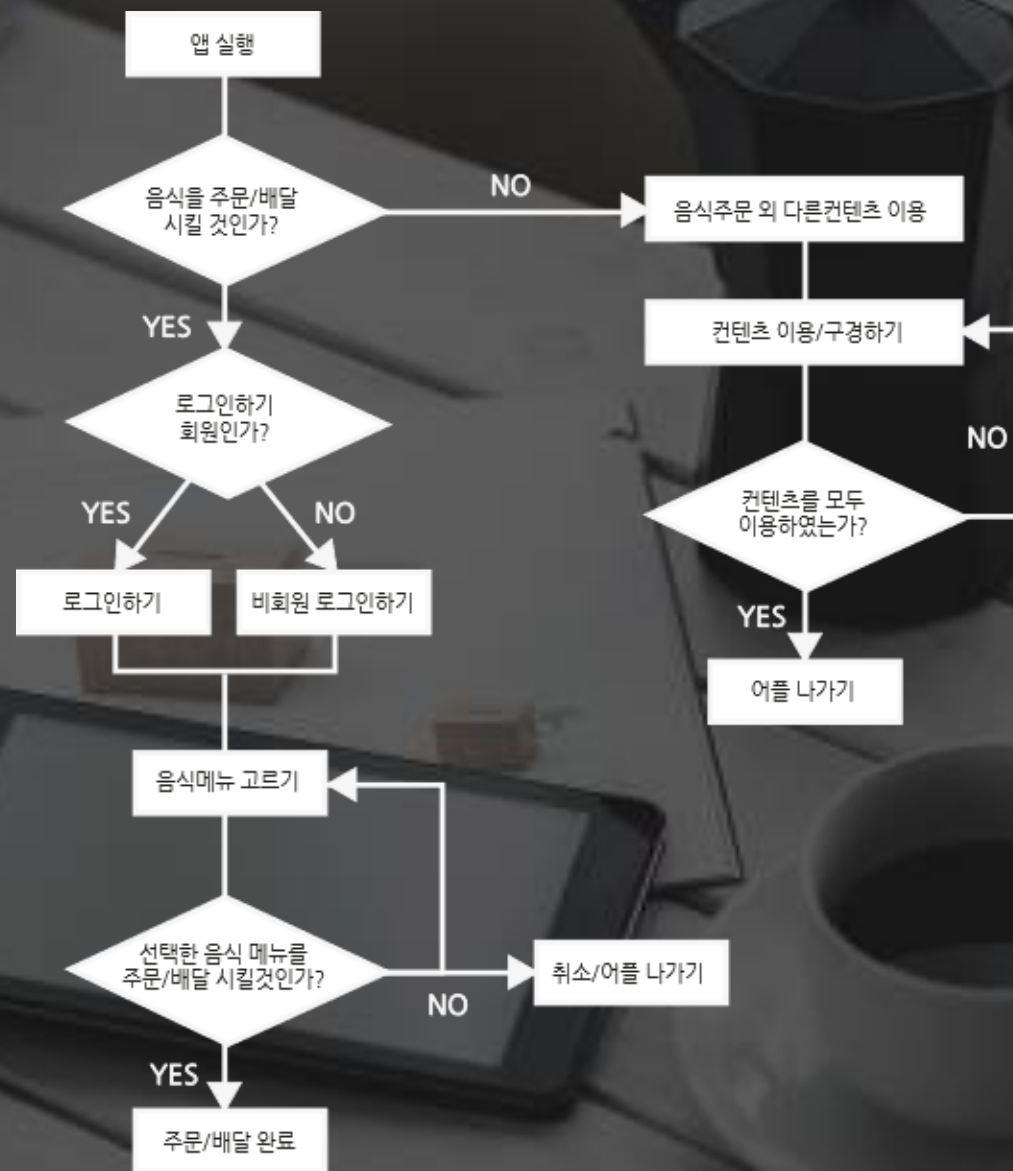 앱 실행
음식을 주문/배달
시킬 것인가?
NO
음식주문 외 다른컨텐츠 이용
YES
컨텐츠 이용/구경하기
로그인하기
회원인가?
NO
YES
NO
컨텐츠를 모두
이용하였는가?
로그인하기
비회원 로그인하기
YES
어플 나가기
음식메뉴 고르기
선택한 음식 메뉴를
주문/배달 시킬것인가?
취소/어플 나가기
NO
YES
주문/배달 완료